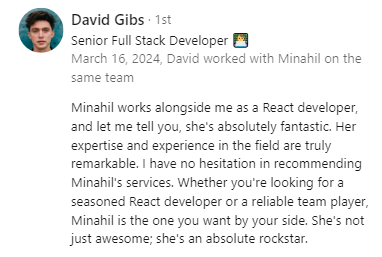 David Gibs · 1st
Senior Full Stack Developer 👨‍💻
March 16, 2024, David worked with Minahil on the
same team
Minahil works alongside me as a React developer,
and let me tell you, she's absolutely fantastic. Her
expertise and experience in the field are truly
remarkable. I have no hesitation in recommending
Minahil's services. Whether you're looking for a
seasoned React developer or a reliable team player,
Minahil is the one you want by your side. She's not
just awesome; she's an absolute rockstar.